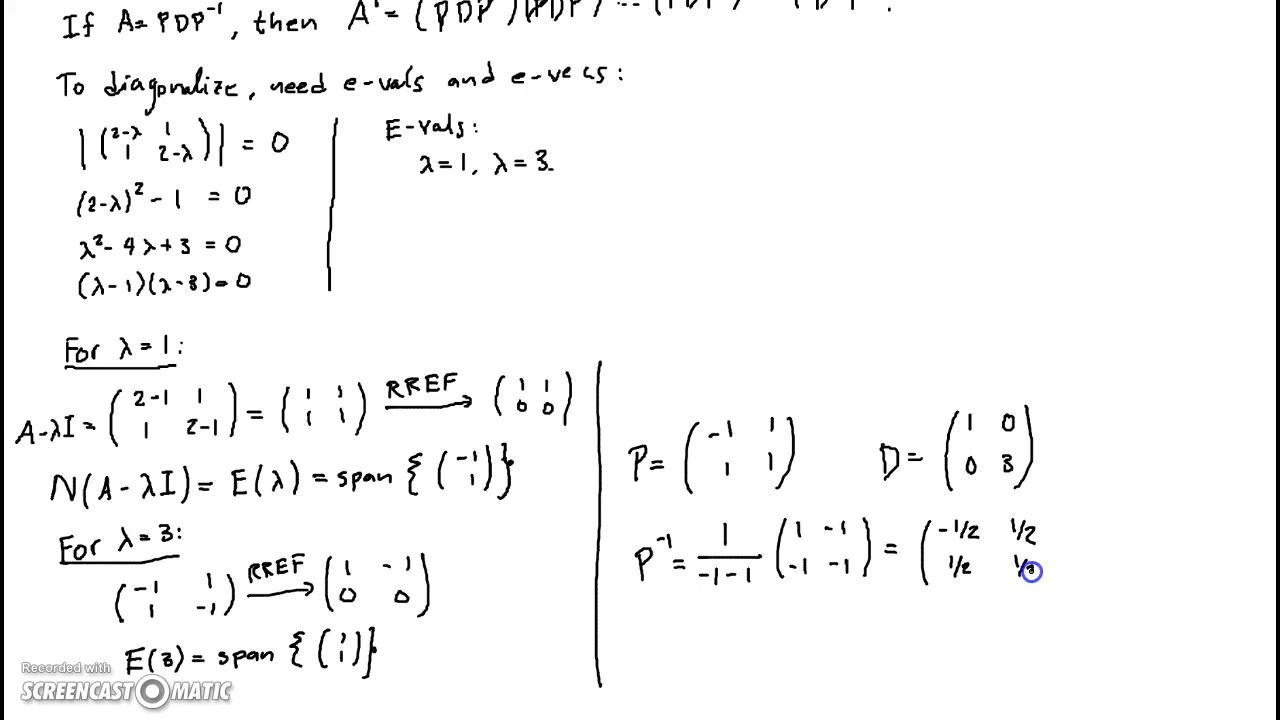 If A = PDP⁻¹, then
To diagonalize, need e-vals and e-vecs:
|(2-λ 1
1 2-λ)| = 0
(2-λ)² - 1 = 0
λ² - 4λ + 3 = 0
(λ-1)(λ-3) = 0
E-vals:
λ = 1, λ = 3.
For λ = 1:
A-λI = (2-1 1
1 2-1) = (1 1
1 1) RREF→ (1 1
0 0)
N(A-λI) = E(λ) = span {(-1
1)}
For λ = 3:
(-1 1
1 -1) RREF→ (1 -1
0 0)
E(3) = span {(1
1)}
P = (-1 1
1 1)
D = (1 0
0 3)
P⁻¹ = 1/(-1-1) (1 -1
-1 -1) = (-1/2 1/2
1/2 1/2
Recorded with
SCREENCAST MATIC